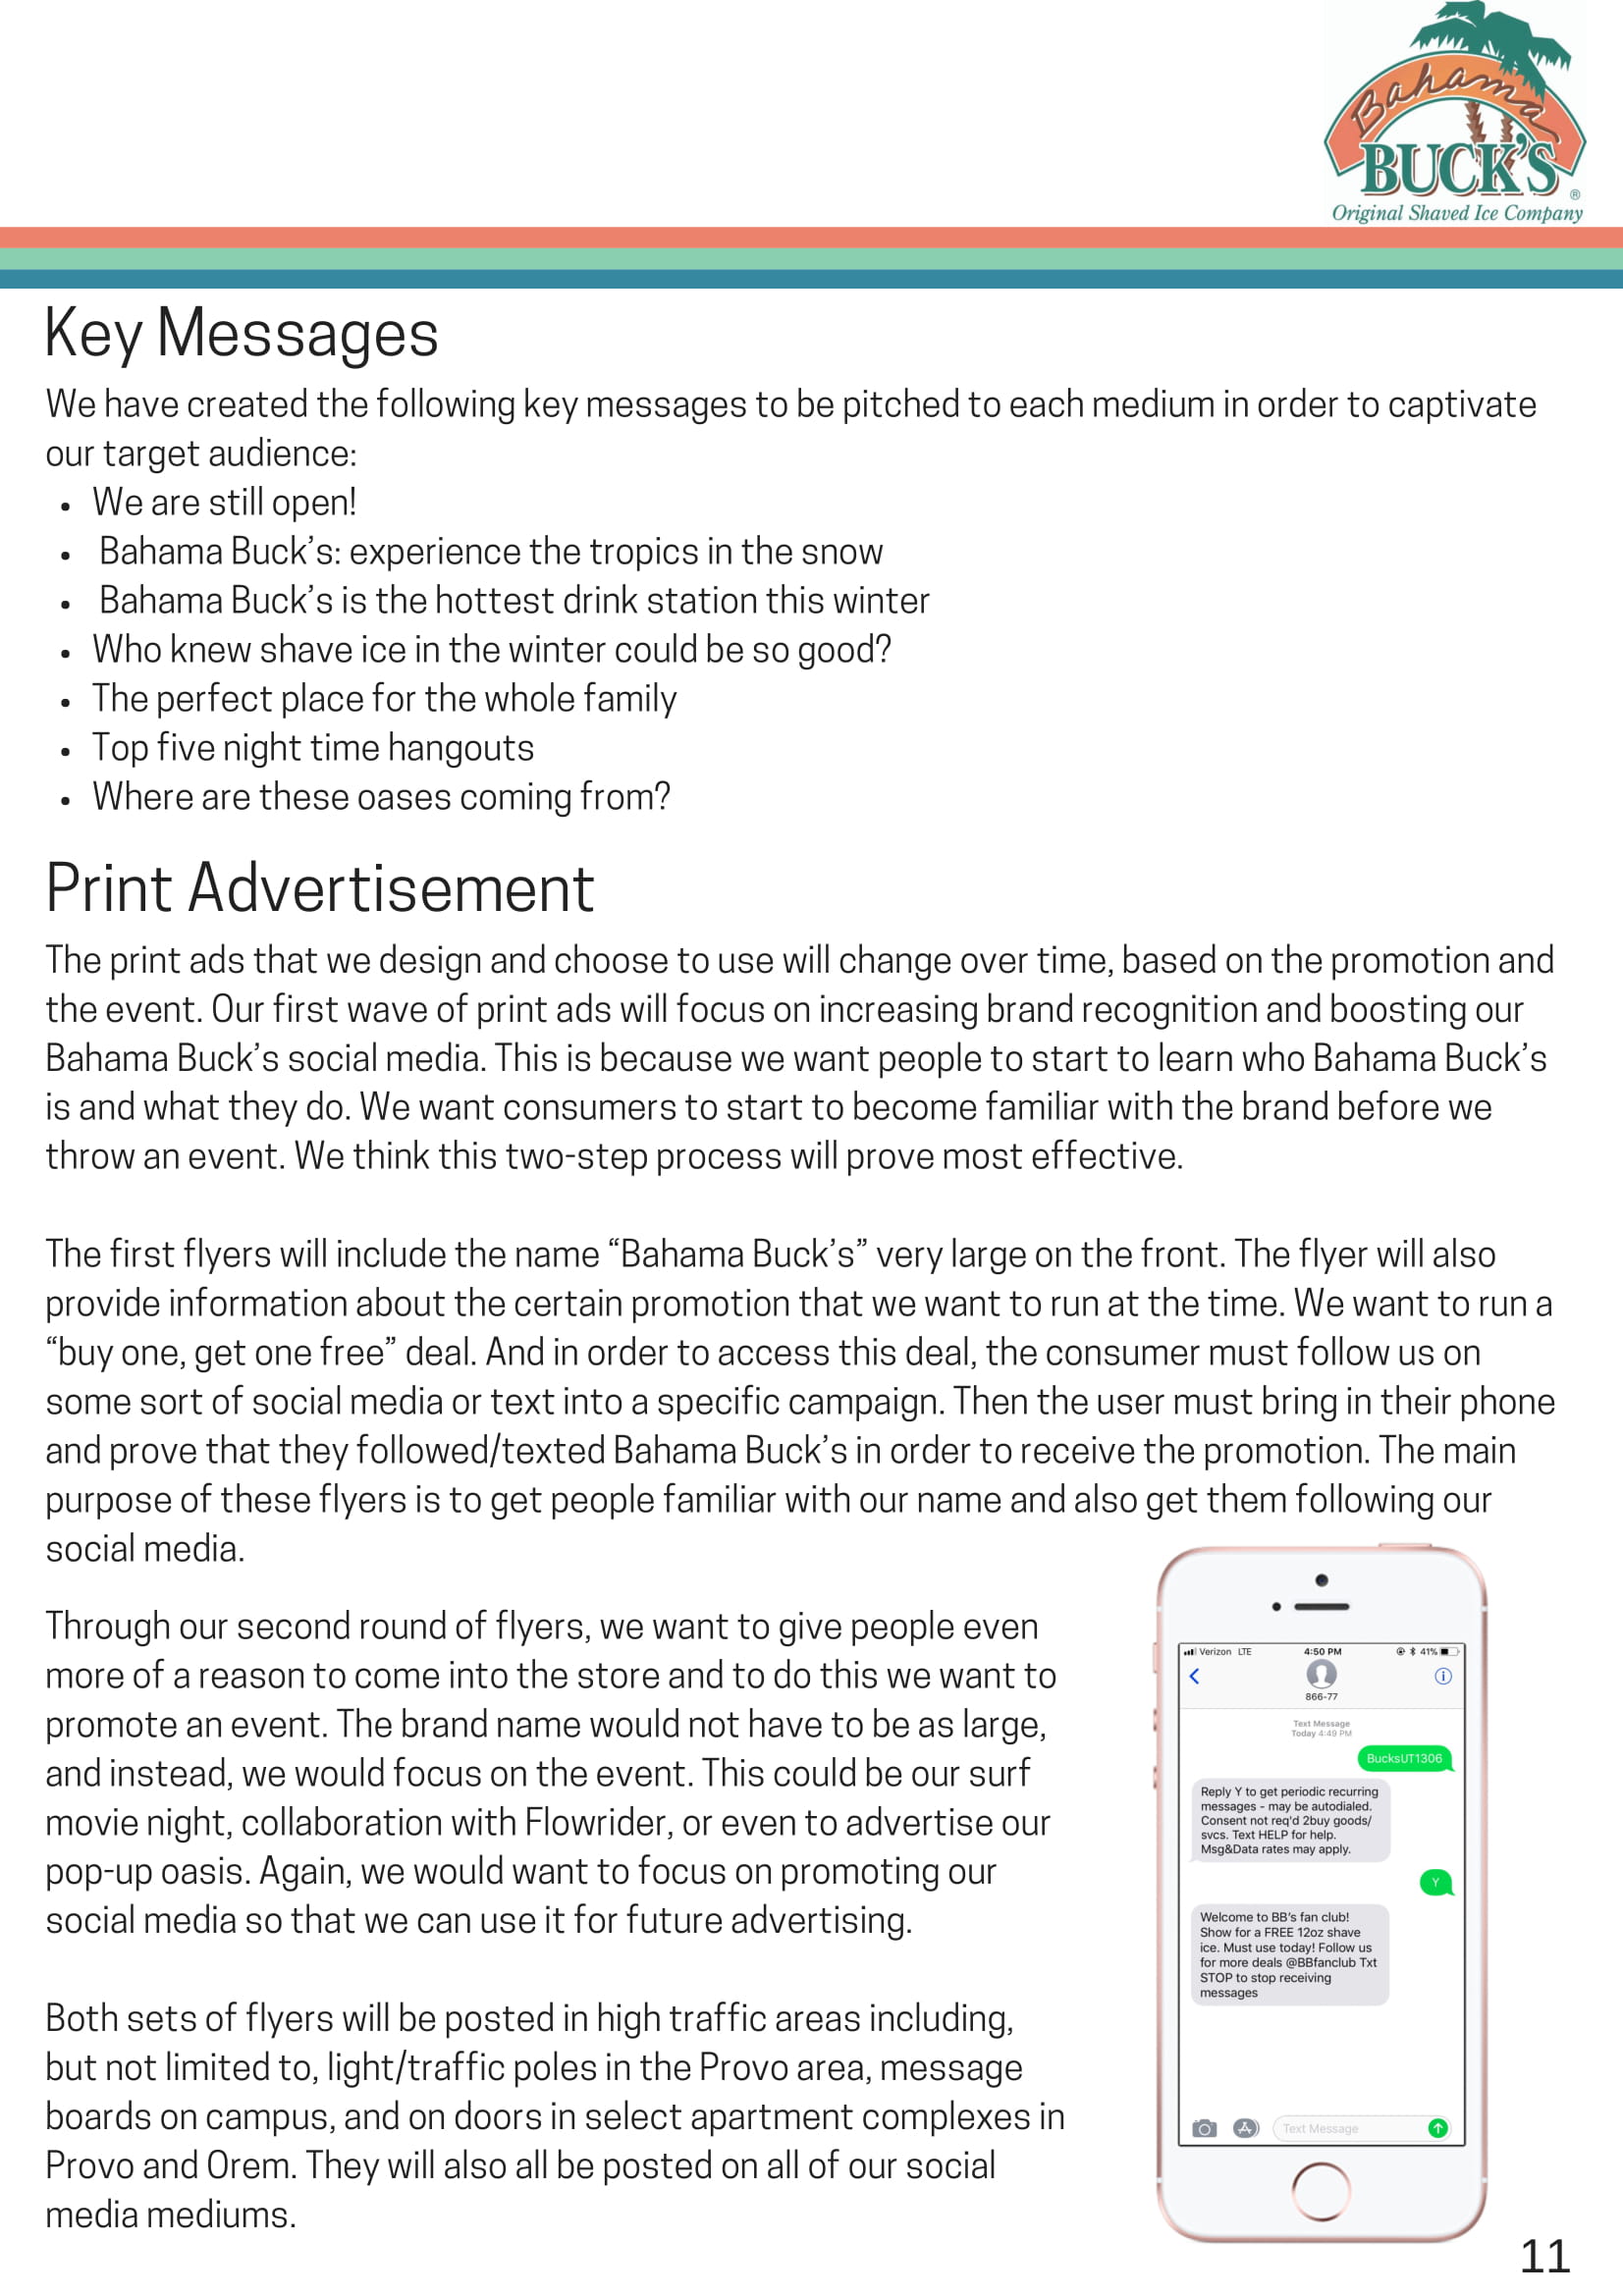 Bahama
BUCK'S
®
Original Shaved Ice Company
Key Messages
We have created the following key messages to be pitched to each medium in order to captivate
our target audience:
• We are still open!
• Bahama Buck's: experience the tropics in the snow
• Bahama Buck's is the hottest drink station this winter
• Who knew shave ice in the winter could be so good?
• The perfect place for the whole family
• Top five night time hangouts
• Where are these oases coming from?
Print Advertisement
The print ads that we design and choose to use will change over time, based on the promotion and
the event. Our first wave of print ads will focus on increasing brand recognition and boosting our
Bahama Buck's social media. This is because we want people to start to learn who Bahama Buck's
is and what they do. We want consumers to start to become familiar with the brand before we
throw an event. We think this two-step process will prove most effective.
The first flyers will include the name “Bahama Buck's” very large on the front. The flyer will also
provide information about the certain promotion that we want to run at the time. We want to run a
“buy one, get one free” deal. And in order to access this deal, the consumer must follow us on
some sort of social media or text into a specific campaign. Then the user must bring in their phone
and prove that they followed/texted Bahama Buck's in order to receive the promotion. The main
purpose of these flyers is to get people familiar with our name and also get them following our
social media.
Through our second round of flyers, we want to give people even
more of a reason to come into the store and to do this we want to
promote an event. The brand name would not have to be as large,
and instead, we would focus on the event. This could be our surf
movie night, collaboration with Flowrider, or even to advertise our
pop-up oasis. Again, we would want to focus on promoting our
social media so that we can use it for future advertising.
Both sets of flyers will be posted in high traffic areas including,
but not limited to, light/traffic poles in the Provo area, message
boards on campus, and on doors in select apartment complexes in
Provo and Orem. They will also all be posted on all of our social
media mediums.
Verizon LTE 4:50 PM 41%
866-77
Text Message
Today 4:49 PM
BucksUT1306
Reply Y to get periodic recurring
messages - may be autodialed.
Consent not req'd 2buy goods/
svcs. Text HELP for help.
Msg&Data rates may apply.
Y
Welcome to BB's fan club!
Show for a FREE 12oz shave
ice. Must use today! Follow us
for more deals @BBfanclub Txt
STOP to stop receiving
messages
Text Message
11